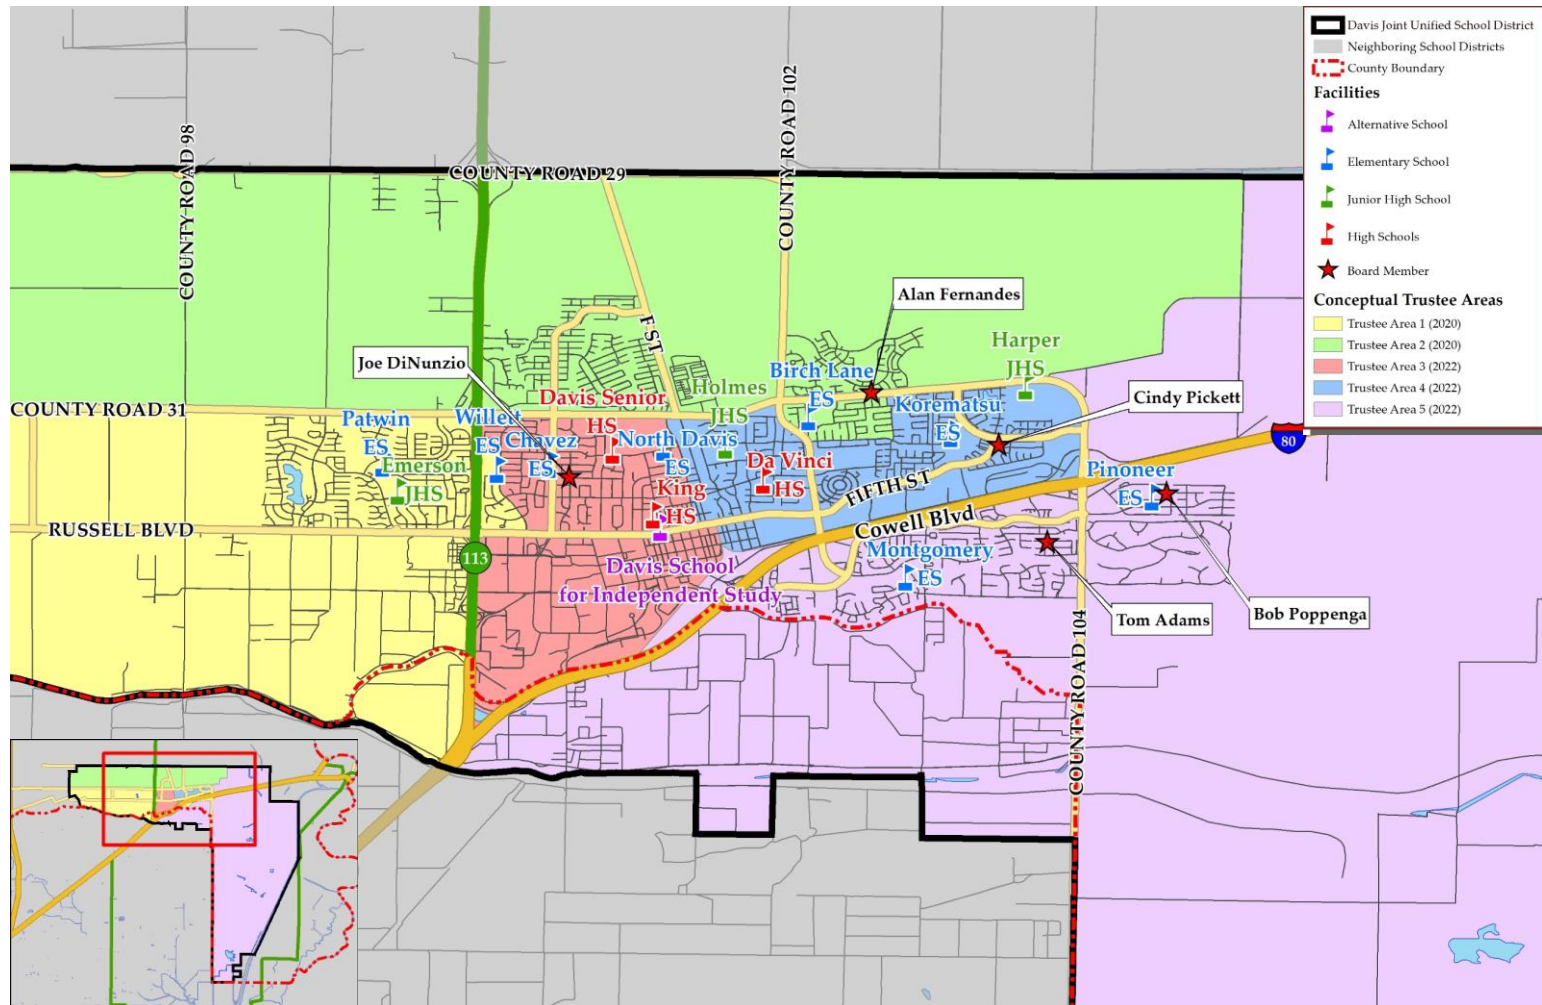 Davis Joint Unified School District
Neighboring School Districts
County Boundary
Facilities
Alternative School
Elementary School
Junior High School
High Schools
Board Member
Conceptual Trustee Areas
Trustee Area 1 (2020)
Trustee Area 2 (2020)
Trustee Area 3 (2022)
Trustee Area 4 (2022)
Trustee Area 5 (2022)
COUNTY ROAD 98
COUNTY ROAD 29
COUNTY ROAD 102
F ST
Alan Fernandes
Joe DiNunzio
Harper
JHS
Birch Lane
ES
Holmes
JHS
Cindy Pickett
COUNTY ROAD 31
Patwin
ES
Willett
ES
Davis Senior
HS
Chavez
ES
North Davis
ES
Korematsu
ES
80
Emerson
JHS
Da Vinci
HS
King
HS
FIFTH ST
Pinoneer
ES
RUSSELL BLVD
Cowell Blvd
113
Davis School
for Independent Study
Montgomery
ES
Tom Adams
Bob Poppenga
COUNTY ROAD 104